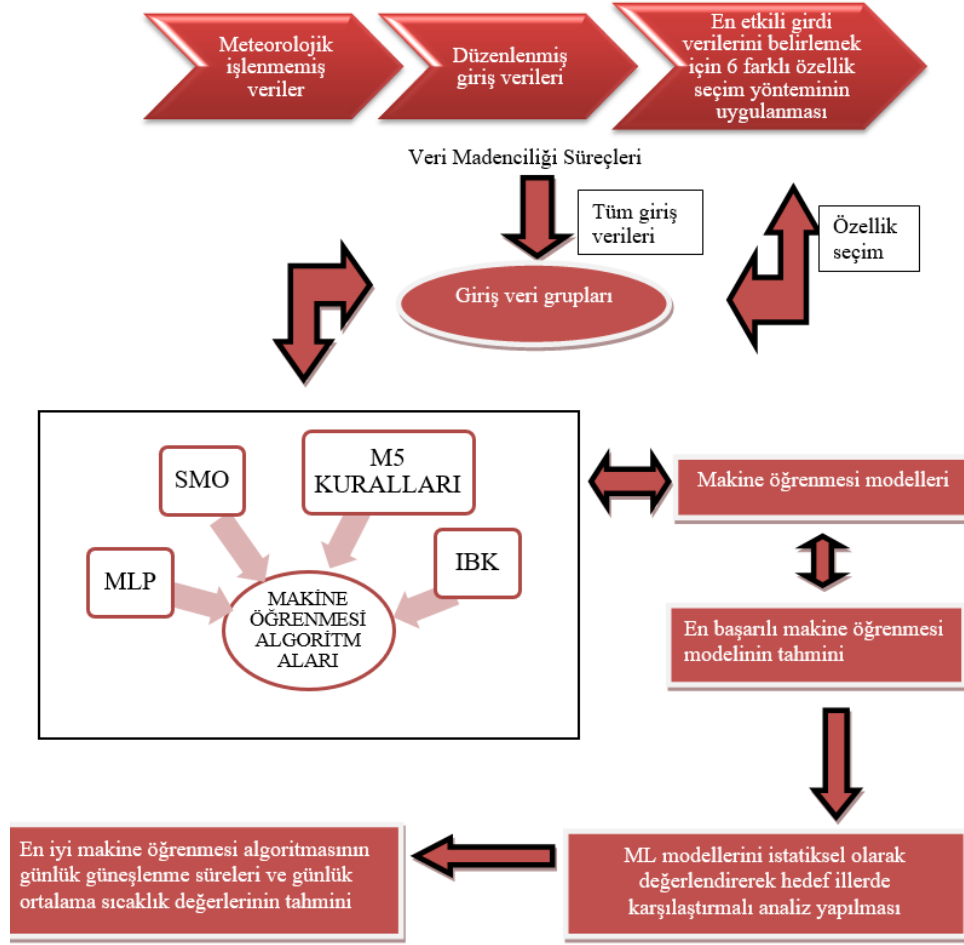 Meteorolojik
işlenmemiş
veriler
Düzenlenmiş
giriş verileri
En etkili girdi
verilerini belirlemek
için 6 farklı özellik
seçim yönteminin
uygulanması
Veri Madenciliği Süreçleri
Tüm giriş
verileri
Özellik
seçim
Giriş veri grupları
SMO
M5
KURALLARI
MLP
IBK
MAKİNE
ÖĞRENMESİ
ALGORİTM
ALARI
Makine öğrenmesi modelleri
En başarılı makine öğrenmesi
modelinin tahmini
En iyi makine öğrenmesi algoritmasının
günlük güneşlenme süreleri ve günlük
ortalama sıcaklık değerlerinin tahmini
ML modellerini istatiksel olarak
değerlendirerek hedef illerde
karşılaştırmalı analiz yapılması